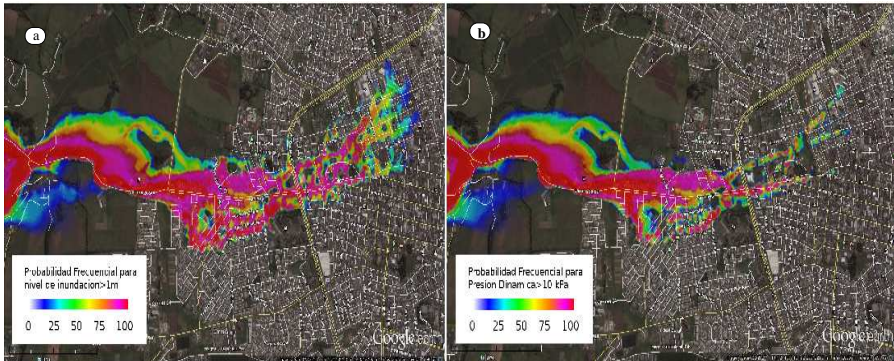 a
Probabilidad Frecuencial para
nivel de inundacion>1m
0 25 50 75 100
Google
b
Probabilidad Frecuencial para
Presion Dinamica>10 kPa
0 25 50 75 100
Google